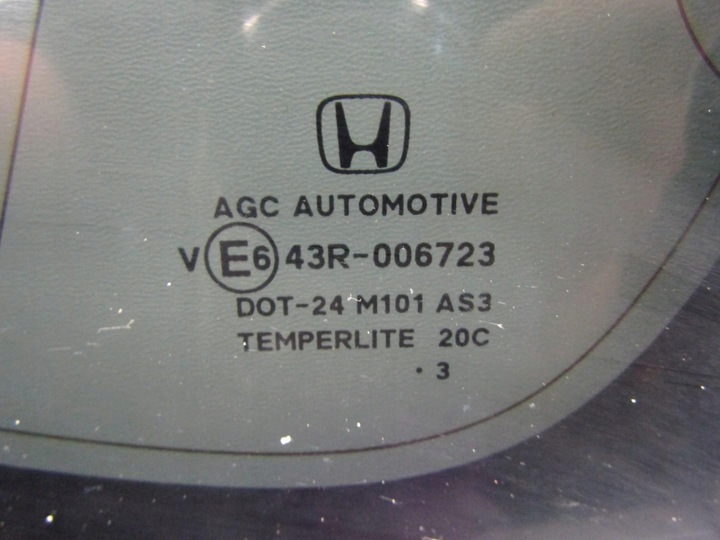 AGC AUTOMOTIVE
V E6 43R-006723
DOT-24 M101 AS3
TEMPERLITE 20C
· 3